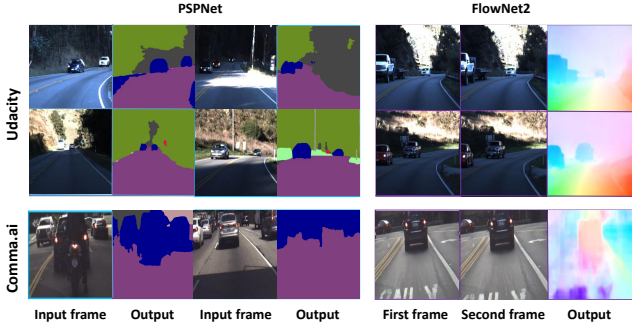 PSPNet
FlowNet2
Udacity
Comma.ai
Input frame
Output
Input frame
Output
First frame
Second frame
Output